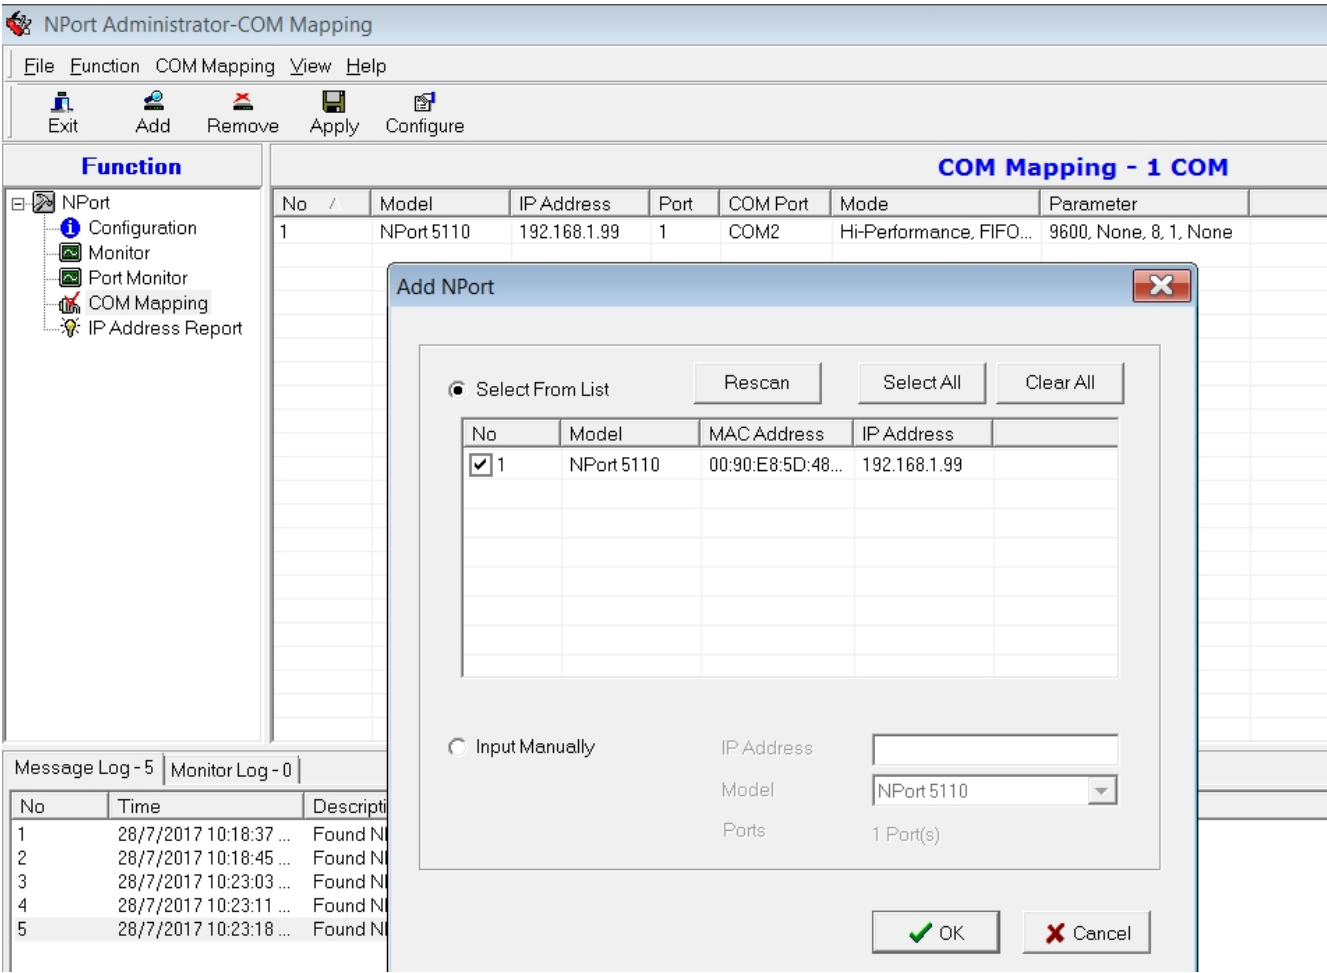 NPort Administrator-COM Mapping
File Function COM Mapping View Help
Exit Add Remove Apply Configure
Function
COM Mapping - 1 COM
NPort
Configuration
Monitor
Port Monitor
COM Mapping
IP Address Report
No Model IP Address Port COM Port Mode Parameter
1 NPort 5110 192.168.1.99 1 COM2 Hi-Performance, FIFO... 9600, None, 8, 1, None
Add NPort
Select From List Rescan Select All Clear All
No Model MAC Address IP Address
1 NPort 5110 00:90:E8:5D:48... 192.168.1.99
Input Manually IP Address
Model NPort 5110
Ports 1 Port(s)
OK Cancel
Message Log - 5 Monitor Log - 0
No Time Descripti
1 28/7/2017 10:18:37 ... Found N
2 28/7/2017 10:18:45 ... Found N
3 28/7/2017 10:23:03 ... Found N
4 28/7/2017 10:23:11 ... Found N
5 28/7/2017 10:23:18 ... Found N